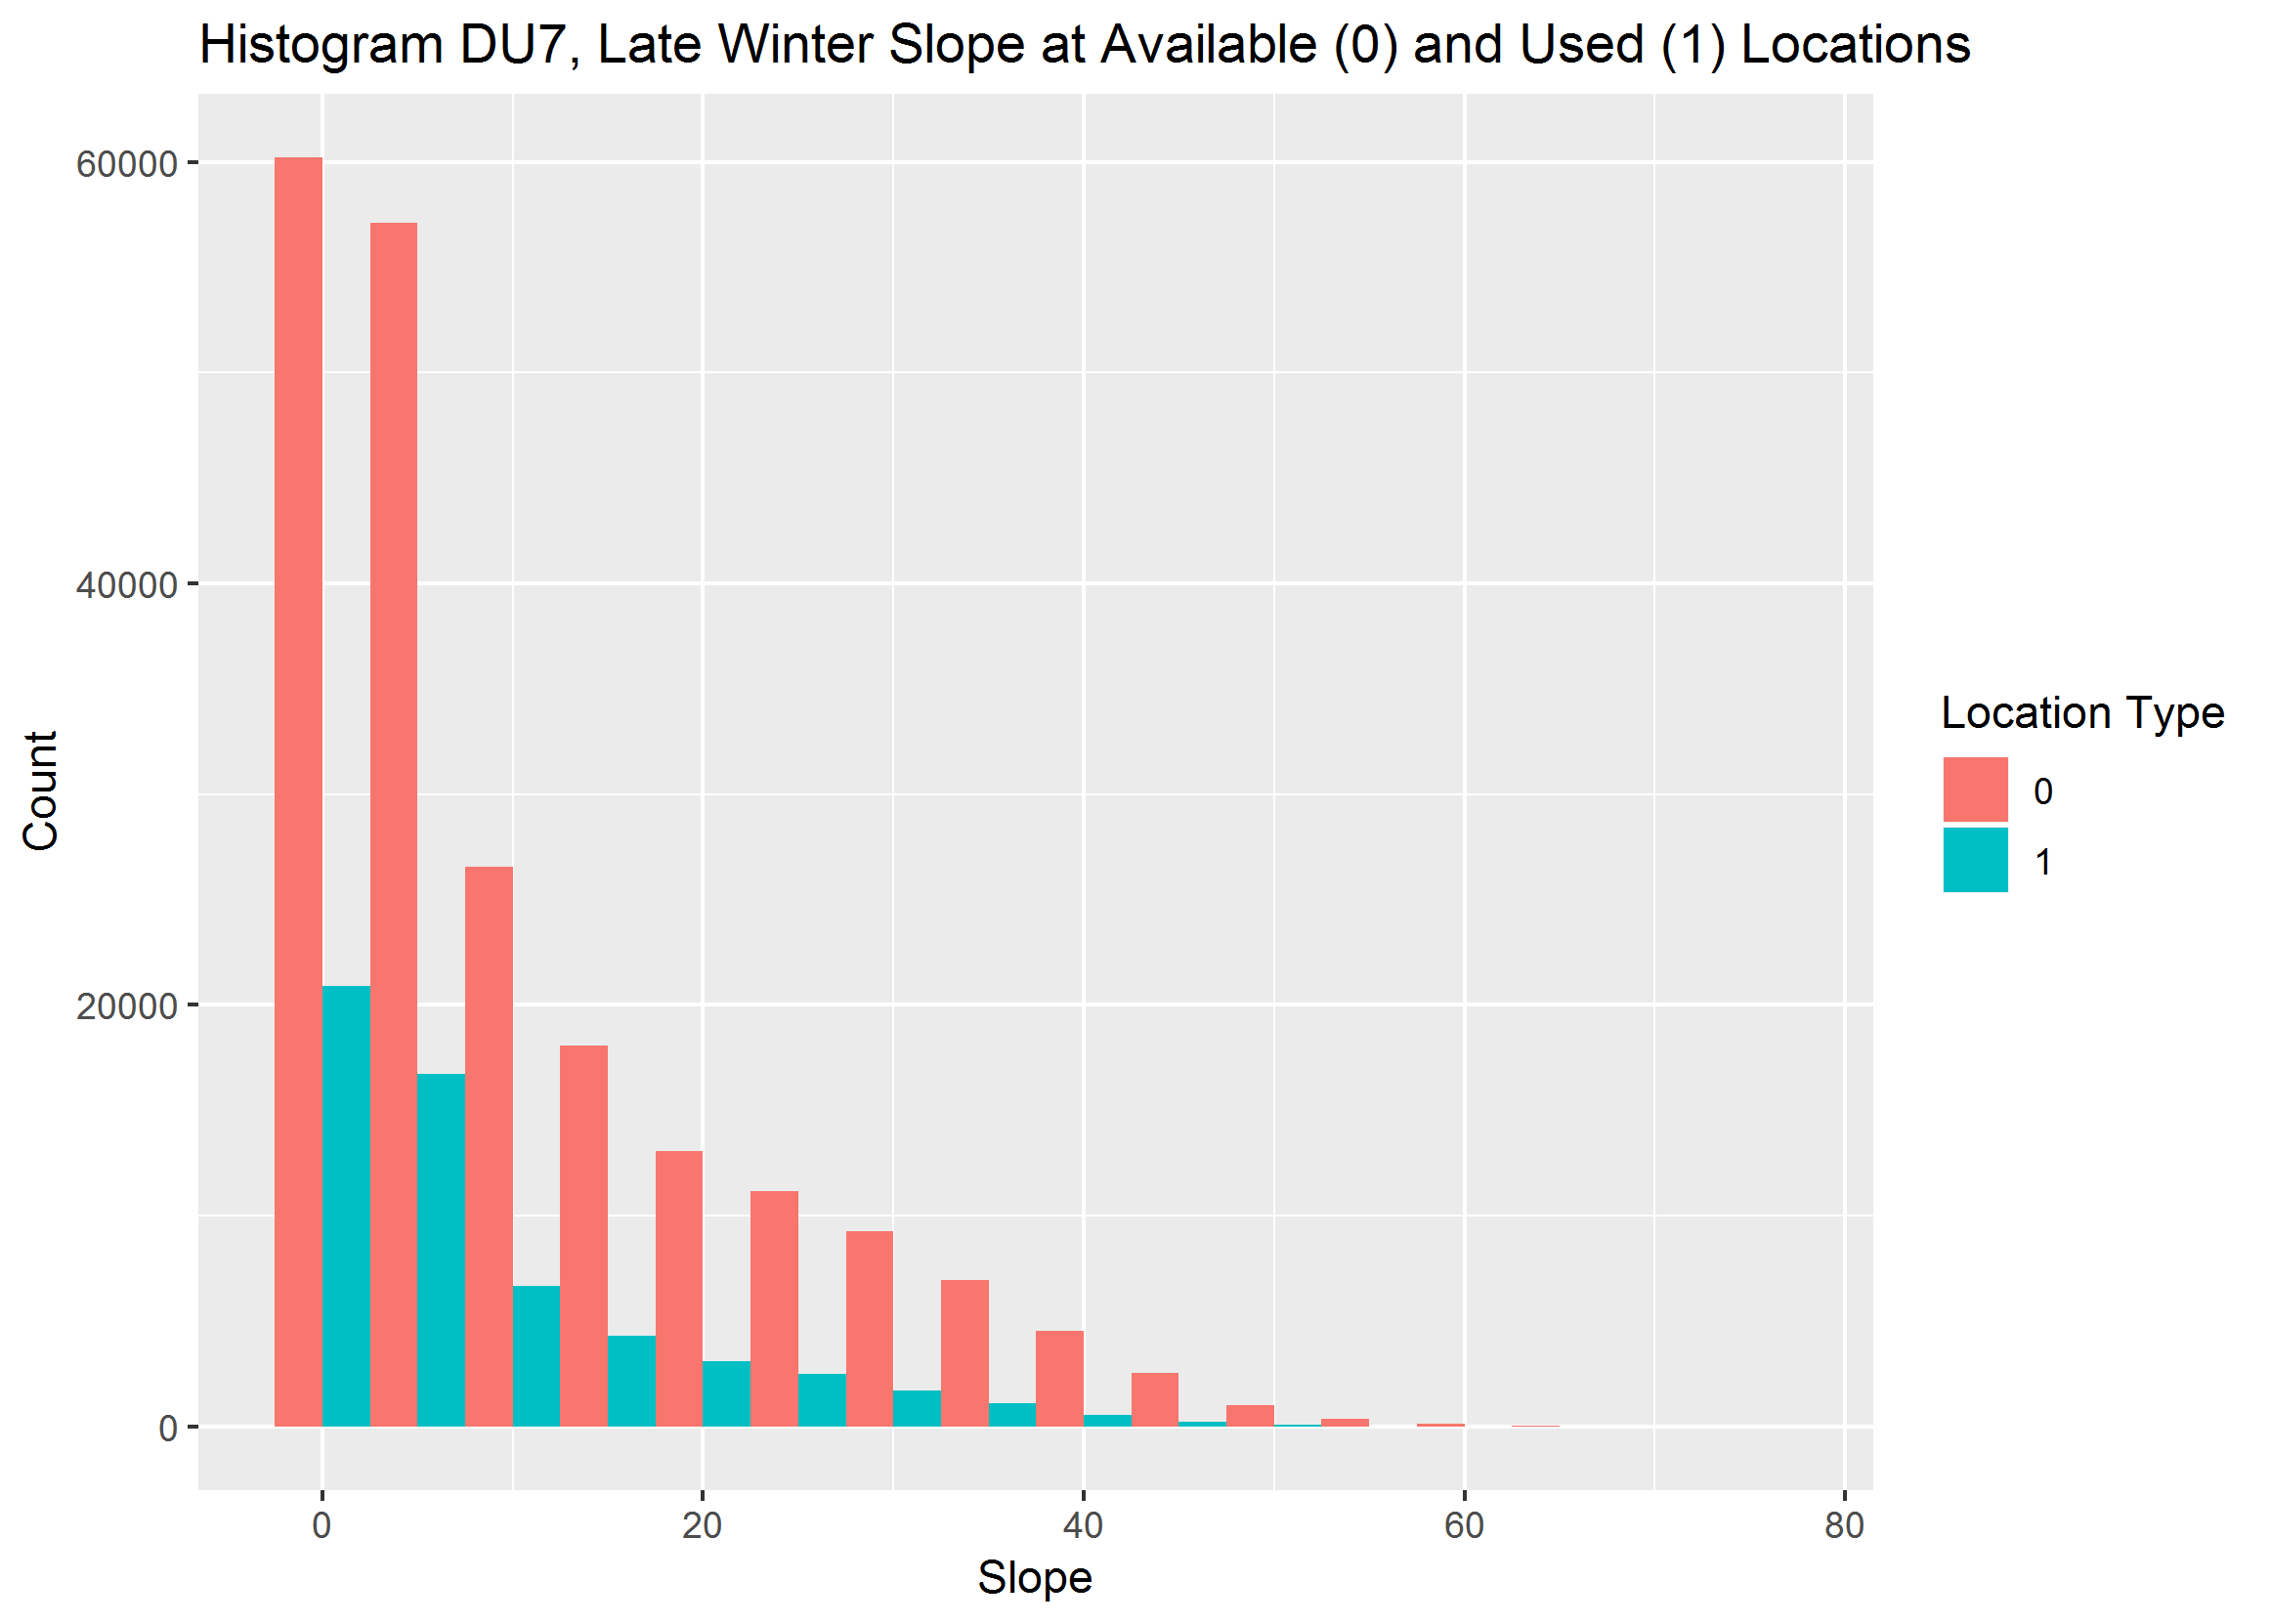 Histogram DU7, Late Winter Slope at Available (0) and Used (1) Locations
60000
40000
20000
0
Count
0 20 40 60 80
Slope
Location Type
0
1